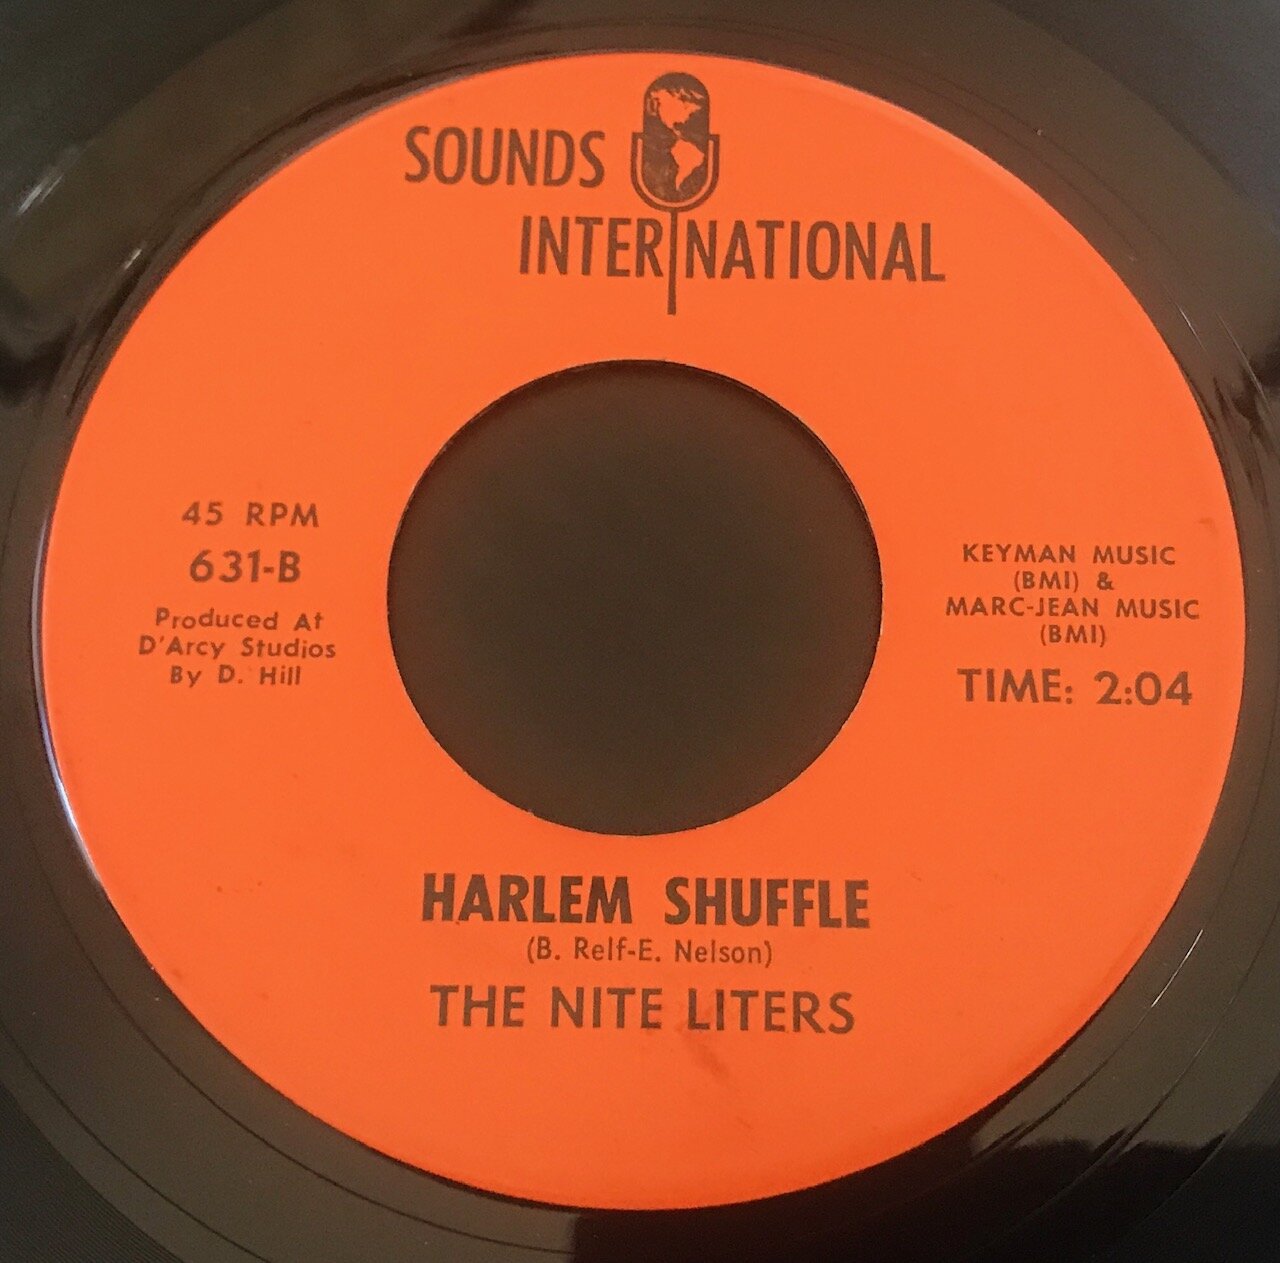 SOUNDS
INTERNATIONAL
45 RPM
631-B
Produced At
D'Arcy Studios
By D. Hill
KEYMAN MUSIC
(BMI) &
MARC-JEAN MUSIC
(BMI)
TIME: 2:04
HARLEM SHUFFLE
(B. Relf-E. Nelson)
THE NITE LITERS